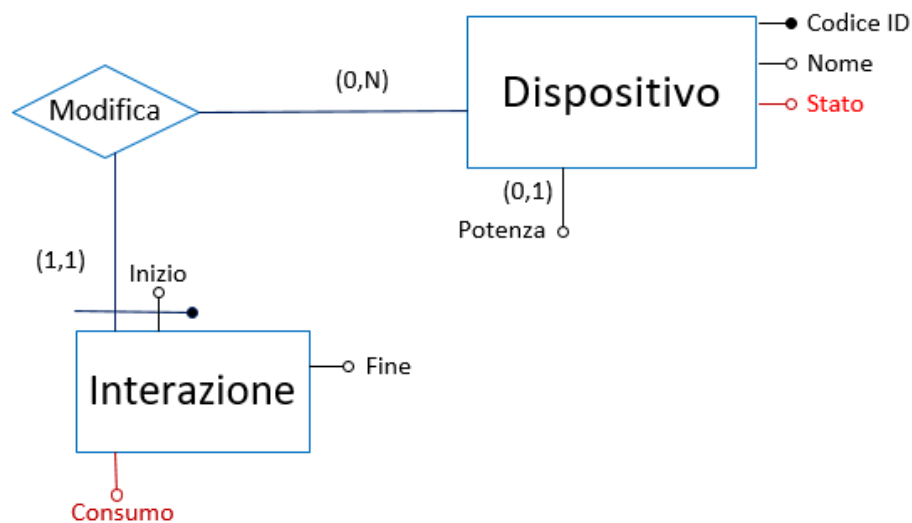 Codice ID
Dispositivo
Nome
Stato
(0,N)
Modifica
(0,1)
Potenza
(1,1)
Inizio
Interazione
Fine
Consumo